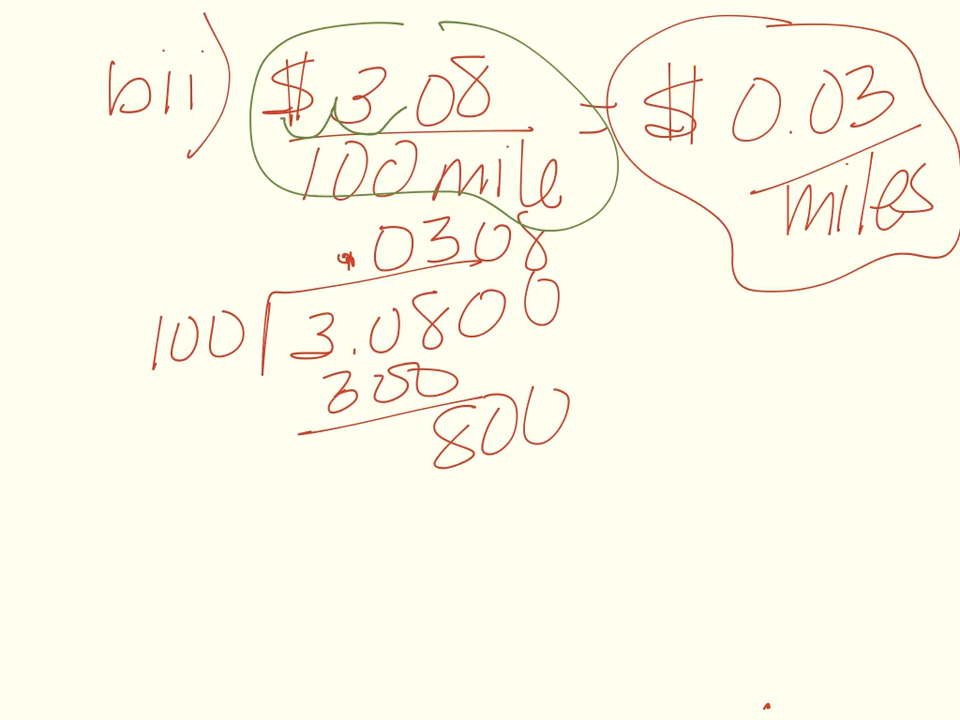 bii) $ 3 08 = $ 0.03
100 mile miles
.0308
100 3.0800
300
800